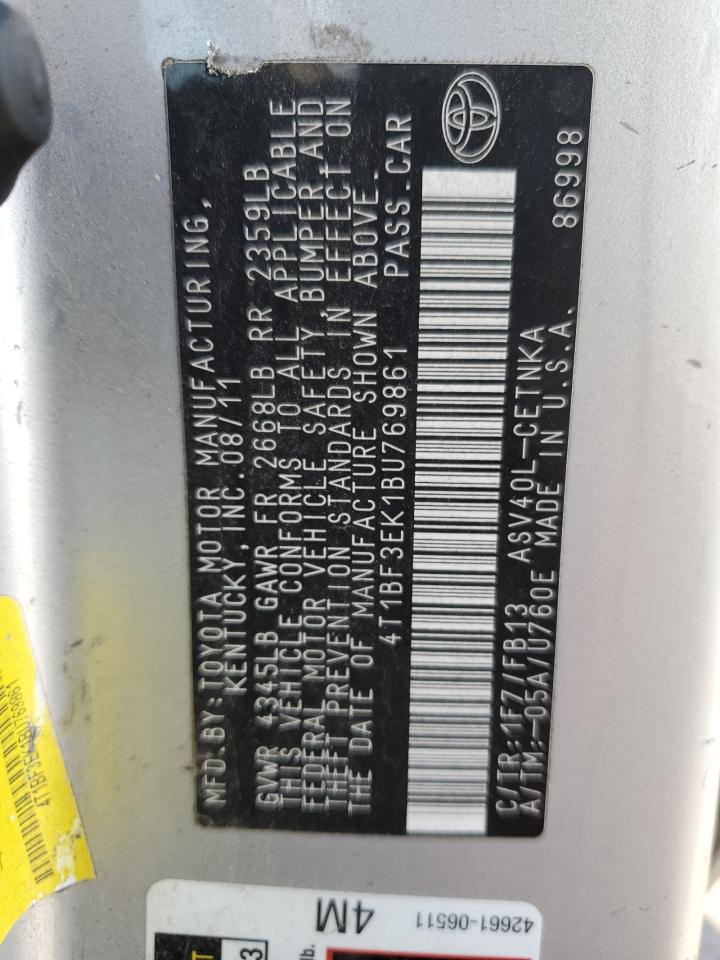 MFD.BY:TOYOTA MOTOR MANUFACTURING,
KENTUCKY, INC.08/11
GVWR 4345LB GAWR FR 2668LB RR 2359LB
THIS VEHICLE CONFORMS TO ALL APPLICABLE
FEDERAL MOTOR VEHICLE SAFETY, BUMPER AND
THEFT PREVENTION STANDARDS IN EFFECT ON
THE DATE OF MANUFACTURE SHOWN ABOVE.
4T1BF3EK1BU769861 PASS.CAR
C/TR:1F7/FB13 ASV40L-CETNKA
A/TM:-05A/U760E MADE IN U.S.A. 86998
4T1BF3EK1BU769861
4M
42661-06511
lb.
3